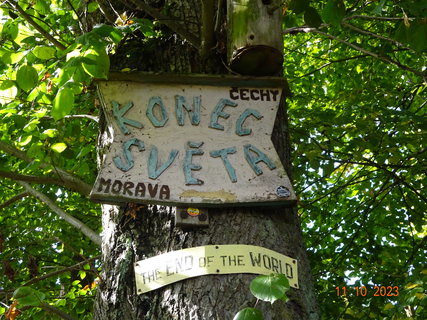 ČECHY
KONEC
SVĚTA
MORAVA
THE END OF THE WORLD
11.10.2023